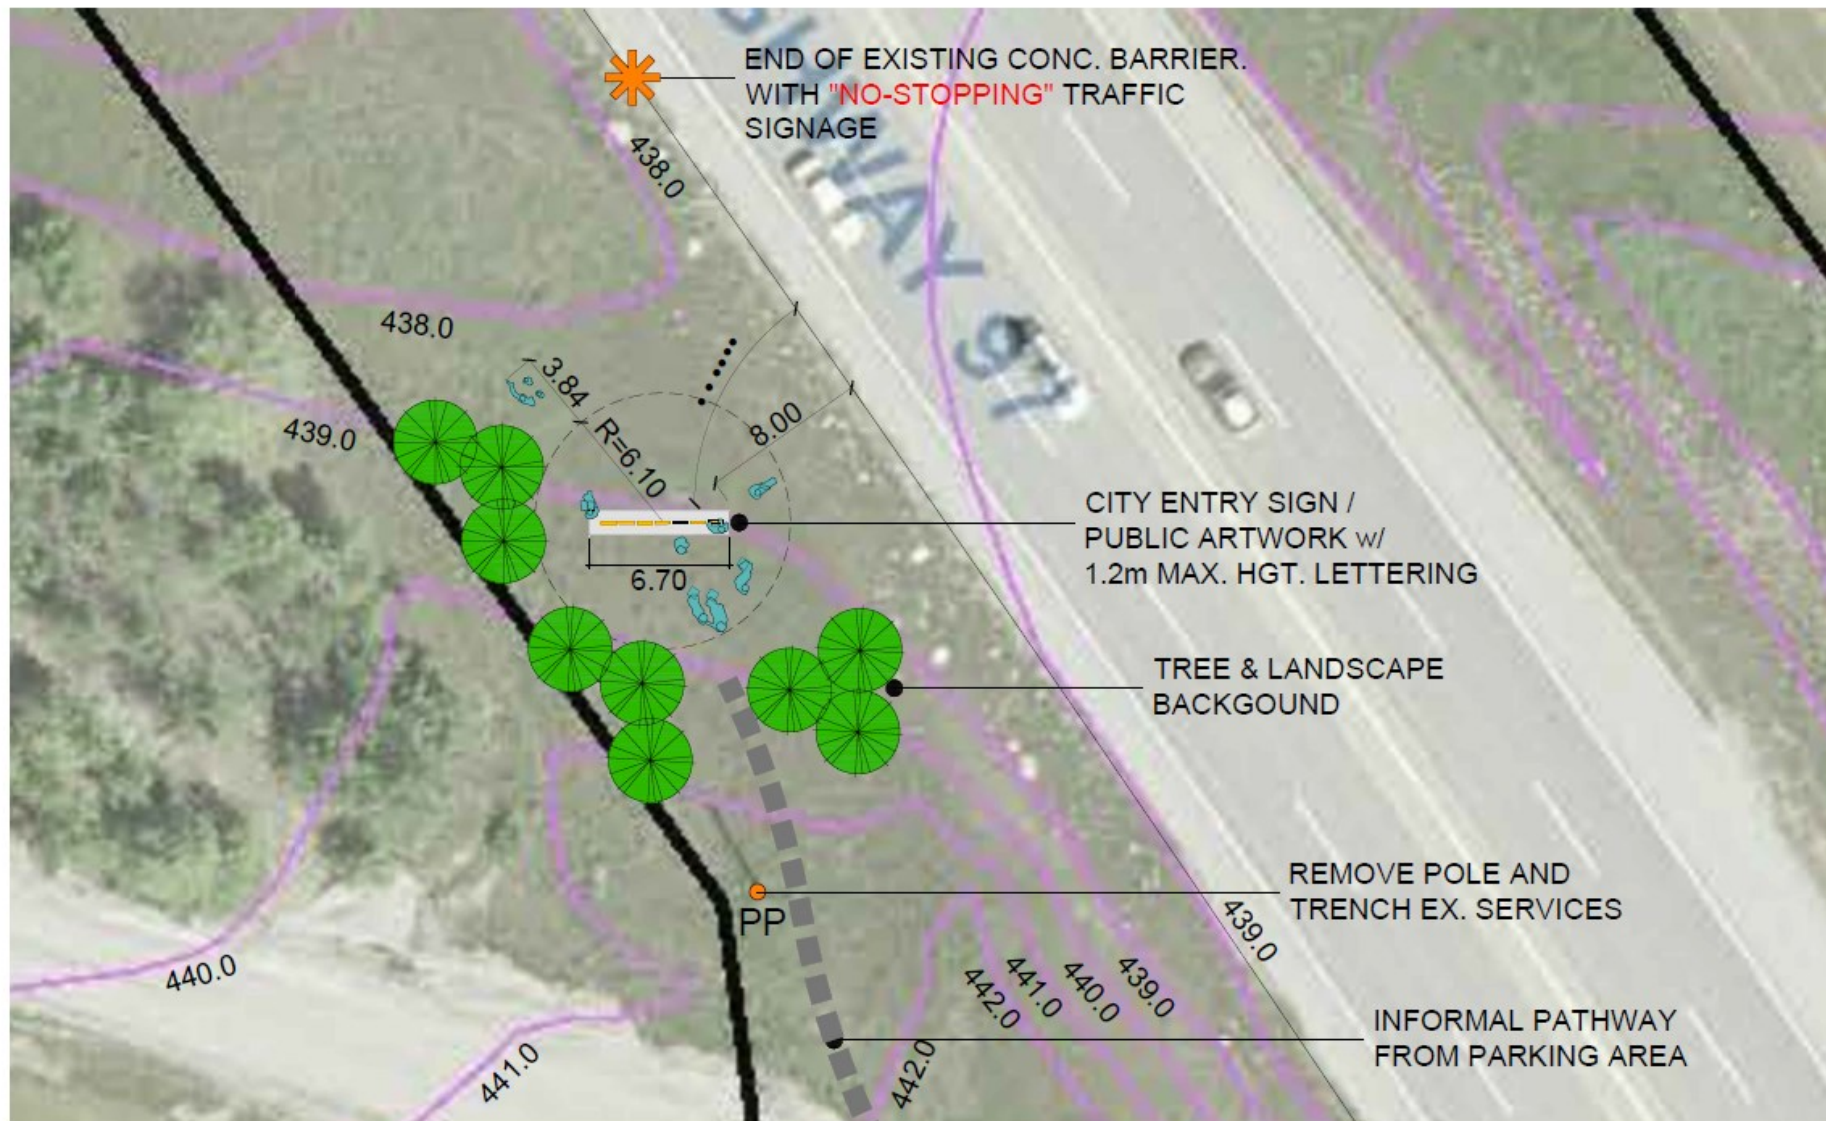 END OF EXISTING CONC. BARRIER.
WITH "NO-STOPPING" TRAFFIC
SIGNAGE
HIGHWAY 97
438.0
438.0
439.0
3.84
R=6.10
8.00
6.70
CITY ENTRY SIGN /
PUBLIC ARTWORK w/
1.2m MAX. HGT. LETTERING
TREE & LANDSCAPE
BACKGOUND
REMOVE POLE AND
TRENCH EX. SERVICES
PP
439.0
440.0
441.0
442.0
441.0
440.0
439.0
442.0
INFORMAL PATHWAY
FROM PARKING AREA